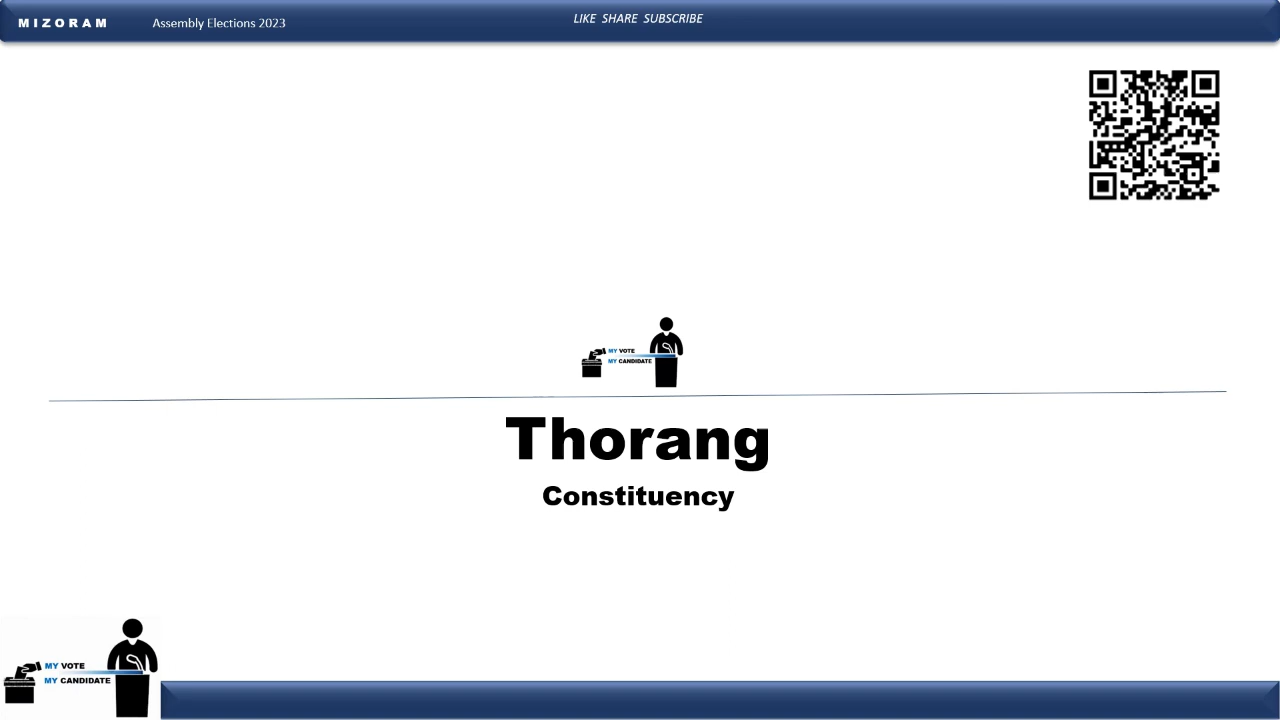 MIZORAM Assembly Elections 2023 LIKE SHARE SUBSCRIBE
MY VOTE
MY CANDIDATE
Thorang
Constituency
MY VOTE
MY CANDIDATE